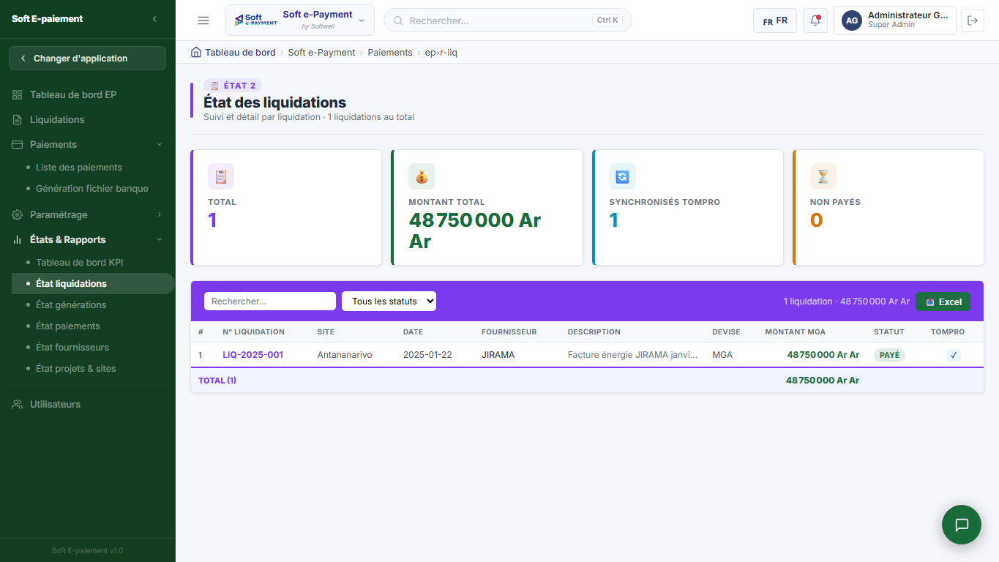 Soft E-paiement
Changer d'application
Tableau de bord EP
Liquidations
Paiements
Liste des paiements
Génération fichier banque
Paramétrage
États & Rapports
Tableau de bord KPI
État liquidations
État générations
État paiements
État fournisseurs
État projets & sites
Utilisateurs
Soft E-paiement v1.0
Soft
e-PAYMENT
Soft e-Payment
by Softwell
Rechercher...
Ctrl K
FR FR
AG
Administrateur G...
Super Admin
Tableau de bord › Soft e-Payment › Paiements › ep-r-liq
ÉTAT 2
État des liquidations
Suivi et détail par liquidation · 1 liquidations au total
TOTAL
1
MONTANT TOTAL
48 750 000 Ar
Ar
SYNCHRONISÉS TOMPRO
1
NON PAYÉS
0
Rechercher...
Tous les statuts
1 liquidation · 48 750 000 Ar Ar
Excel
# N° LIQUIDATION SITE DATE FOURNISSEUR DESCRIPTION DEVISE MONTANT MGA STATUT TOMPRO
1 LIQ-2025-001 Antananarivo 2025-01-22 JIRAMA Facture énergie JIRAMA janvi... MGA 48 750 000 Ar Ar PAYÉ ✓
TOTAL (1) 48 750 000 Ar Ar